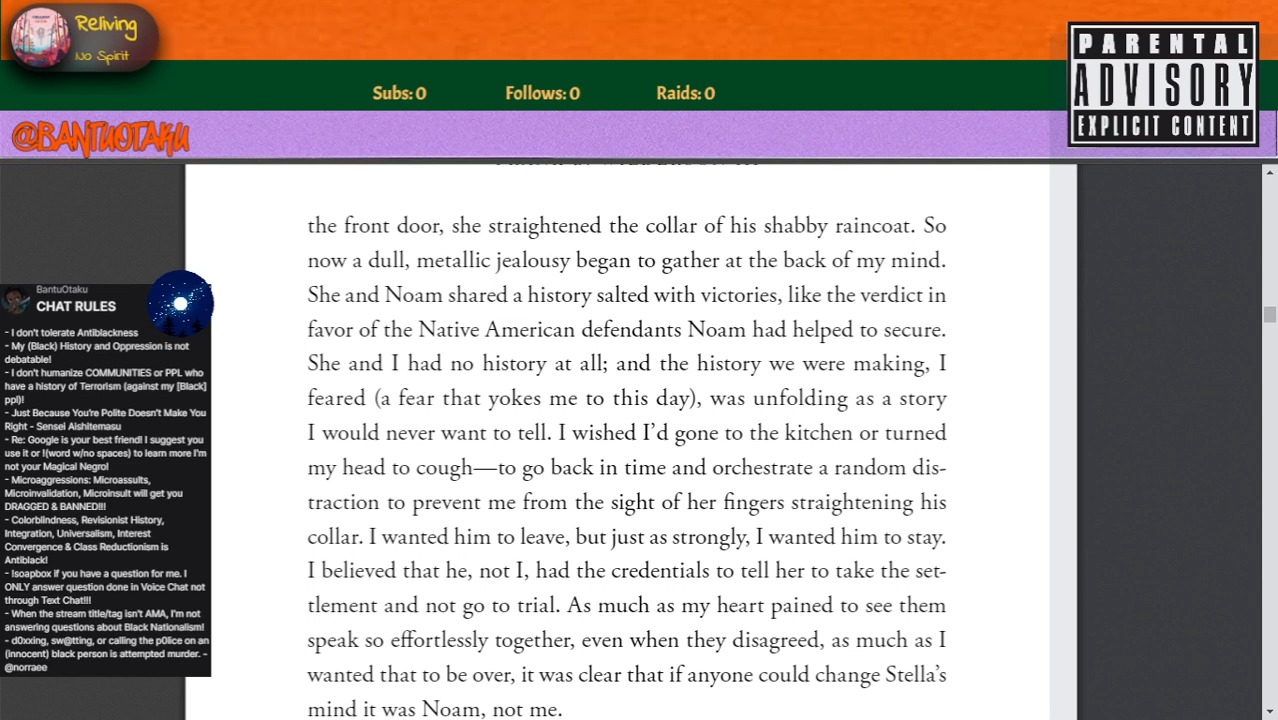 Reliving
No Spirit
PARENTAL
ADVISORY
EXPLICIT CONTENT
Subs: 0
Follows: 0
Raids: 0
@BANTUOTAKU
the front door, she straightened the collar of his shabby raincoat. So
now a dull, metallic jealousy began to gather at the back of my mind.
She and Noam shared a history salted with victories, like the verdict in
favor of the Native American defendants Noam had helped to secure.
She and I had no history at all; and the history we were making, I
feared (a fear that yokes me to this day), was unfolding as a story
I would never want to tell. I wished I'd gone to the kitchen or turned
my head to cough—to go back in time and orchestrate a random dis-
traction to prevent me from the sight of her fingers straightening his
collar. I wanted him to leave, but just as strongly, I wanted him to stay.
I believed that he, not I, had the credentials to tell her to take the set-
tlement and not go to trial. As much as my heart pained to see them
speak so effortlessly together, even when they disagreed, as much as I
wanted that to be over, it was clear that if anyone could change Stella's
mind it was Noam, not me.
BantuOtaku
CHAT RULES
- I don't tolerate Antiblackness
- My (Black) History and Oppression is not
debatable!
- I don't humanize COMMUNITIES or PPL who
have a history of Terrorism (against my [Black]
ppl)!
- Just Because You're Polite Doesn't Make You
Right - Sensei Aishitemasu
- Re: Google is your best friend! I suggest you
use it or !(word w/no spaces) to learn more I'm
not your Magical Negro!
- Microaggressions: Microassults,
Microinvalidation, Microinsult will get you
DRAGGED & BANNED!!!
- Colorblindness, Revisionist History,
Integration, Universalism, Interest
Convergence & Class Reductionism is
Antiblack!
- !soapbox if you have a question for me. I
ONLY answer question done in Voice Chat not
through Text Chat!!!
- When the stream title/tag isn't AMA, I'm not
answering questions about Black Nationalism!
- d0xxing, sw@tting, or calling the p0lice on an
(innocent) black person is attempted murder. -
@norraee